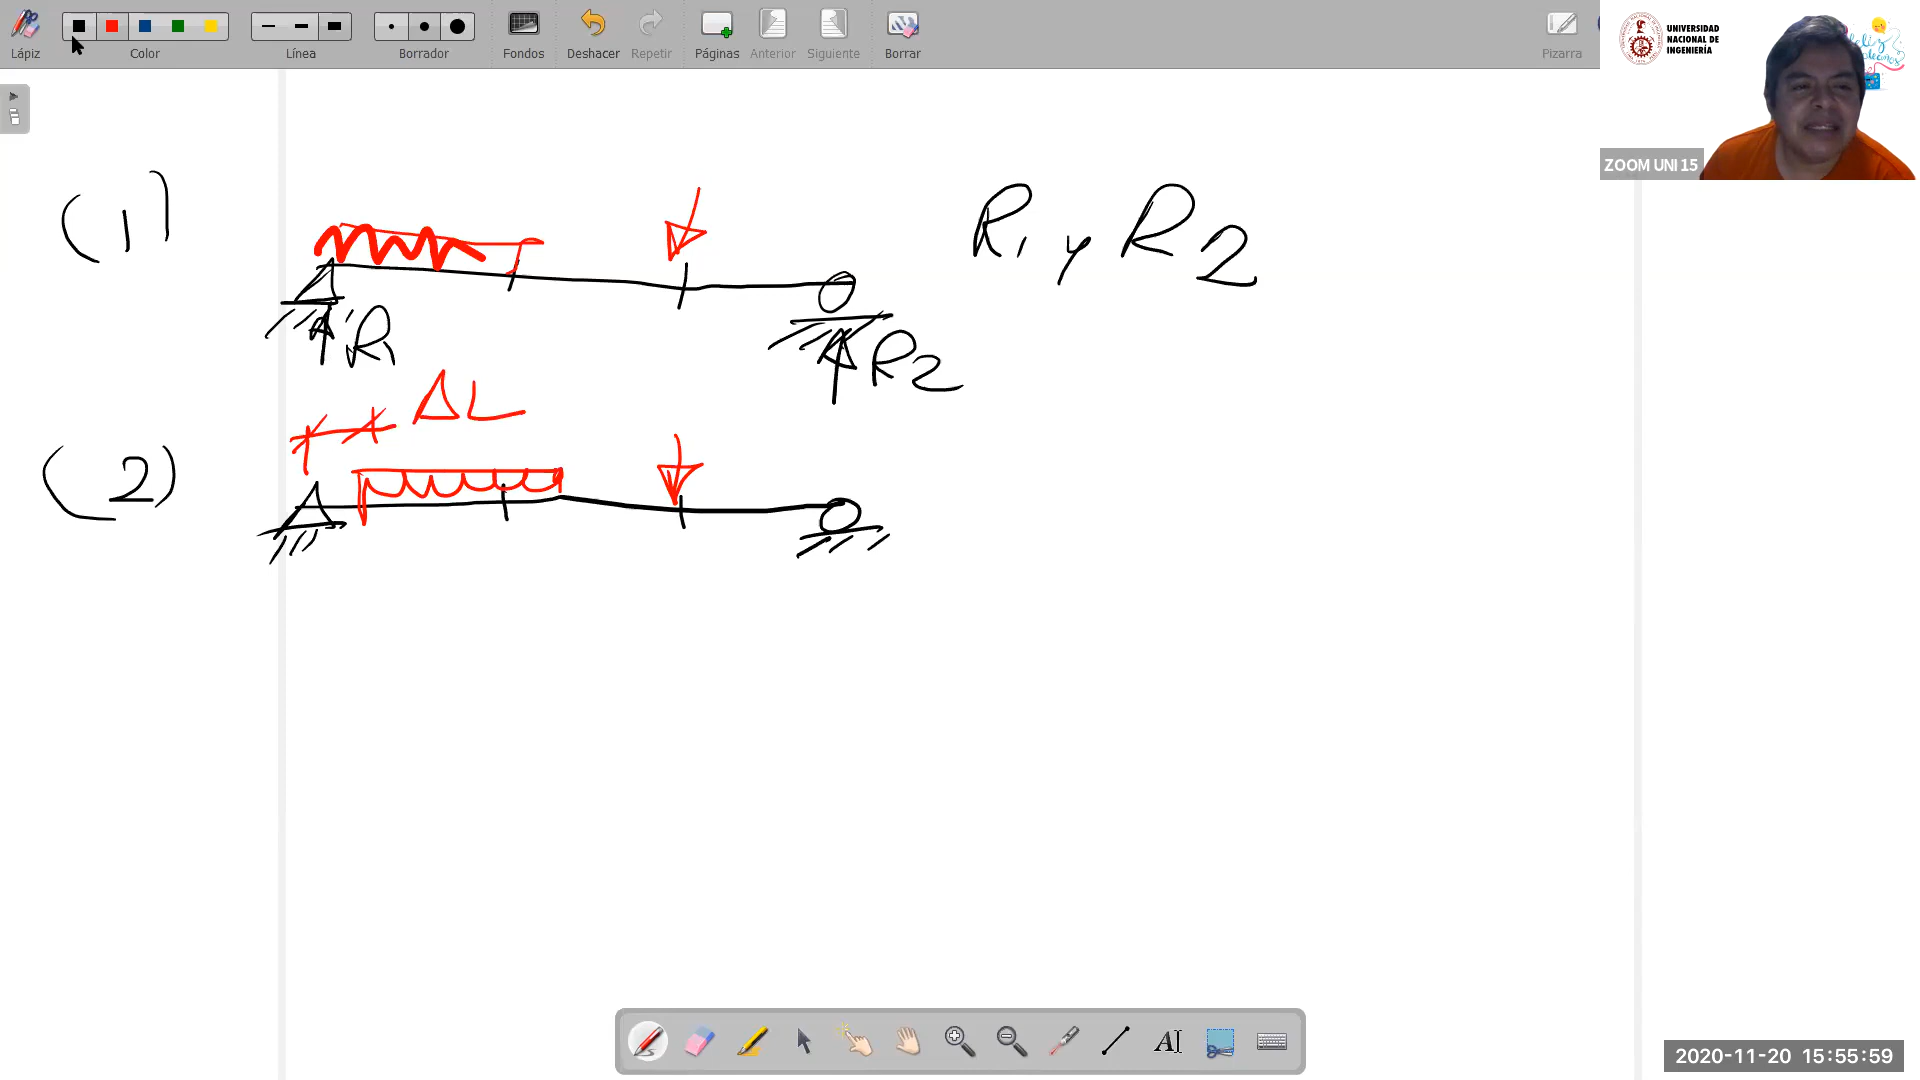 Lápiz
Color
Línea
Borrador
Fondos
Deshacer
Repetir
Páginas
Anterior
Siguiente
Borrar
Pizarra
UNIVERSIDAD
NACIONAL DE
INGENIERÍA
ZOOM UNI 15
(1)
R1 y R2
R1
R2
ΔL
(2)
AI
2020-11-20 15:55:59